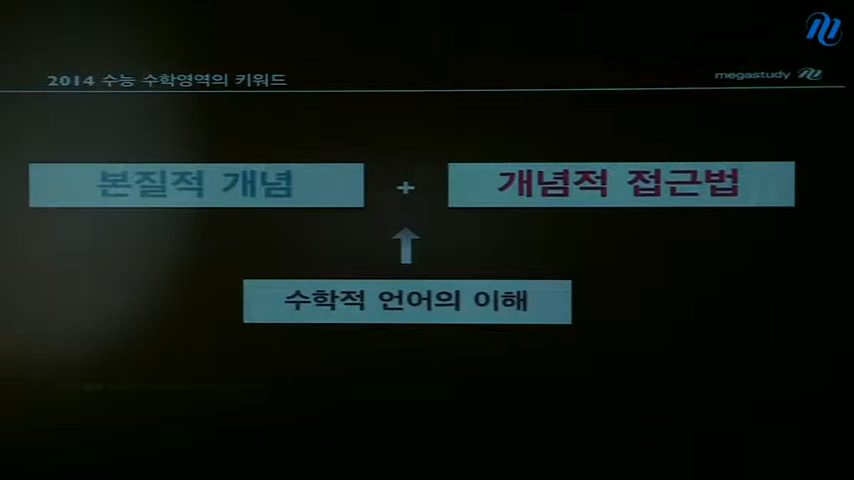 2014 수능 수학영역의 키워드
megastudy
본질적 개념 + 개념적 접근법
수학적 언어의 이해